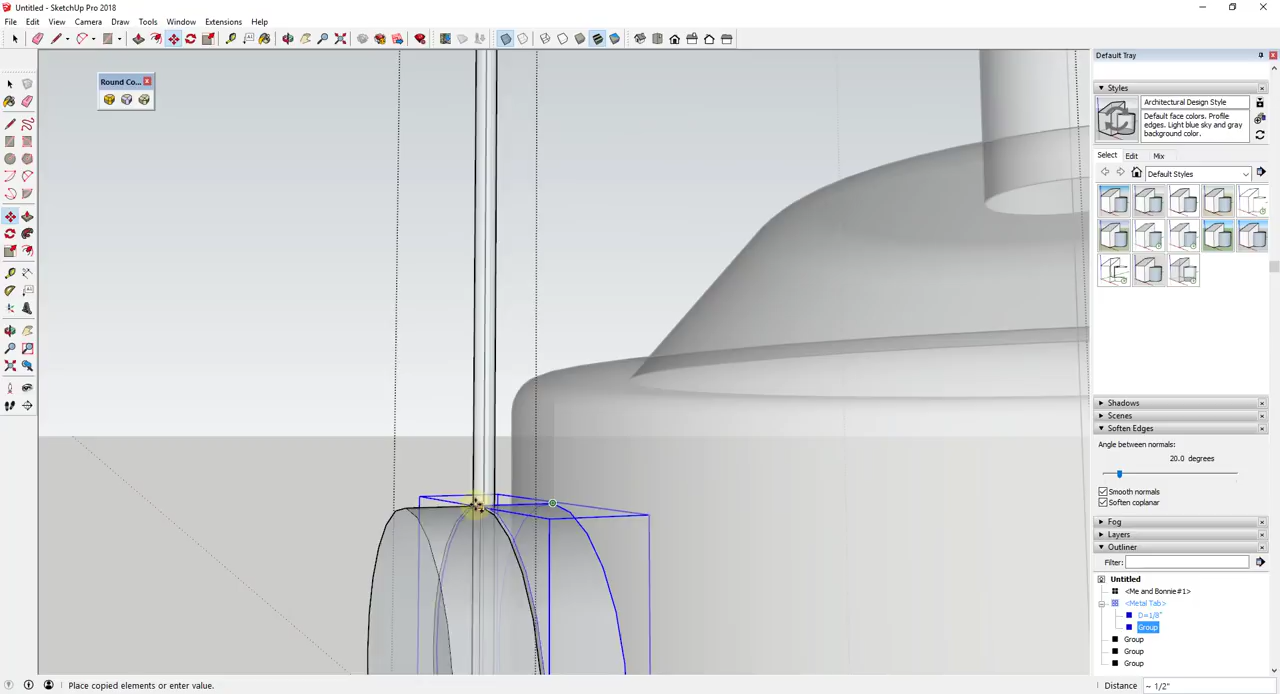 Untitled - SketchUp Pro 2018
File Edit View Camera Draw Tools Window Extensions Help
Default Tray
Round Co...
Styles
Architectural Design Style
Default face colors. Profile
edges. Light blue sky and gray
background color.
Select Edit Mix
Default Styles
Shadows
Scenes
Soften Edges
Angle between normals:
20.0 degrees
Smooth normals
Soften coplanar
Fog
Layers
Outliner
Filter:
Untitled
<Me and Bonnie#1>
<Metal Tab>
D=1/8"
Group
Group
Group
Group
Place copied elements or enter value.
Distance ~ 1/2"